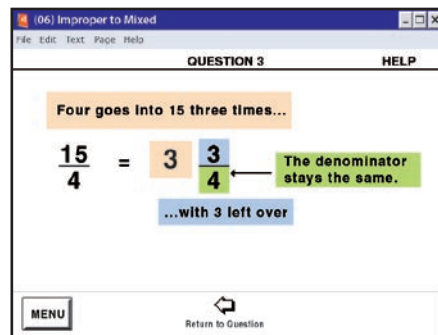 (06) Improper to Mixed
File Edit Text Page Help
QUESTION 3 HELP
Four goes into 15 three times...
15/4 = 3 3/4
The denominator
stays the same.
...with 3 left over
MENU
Return to Question